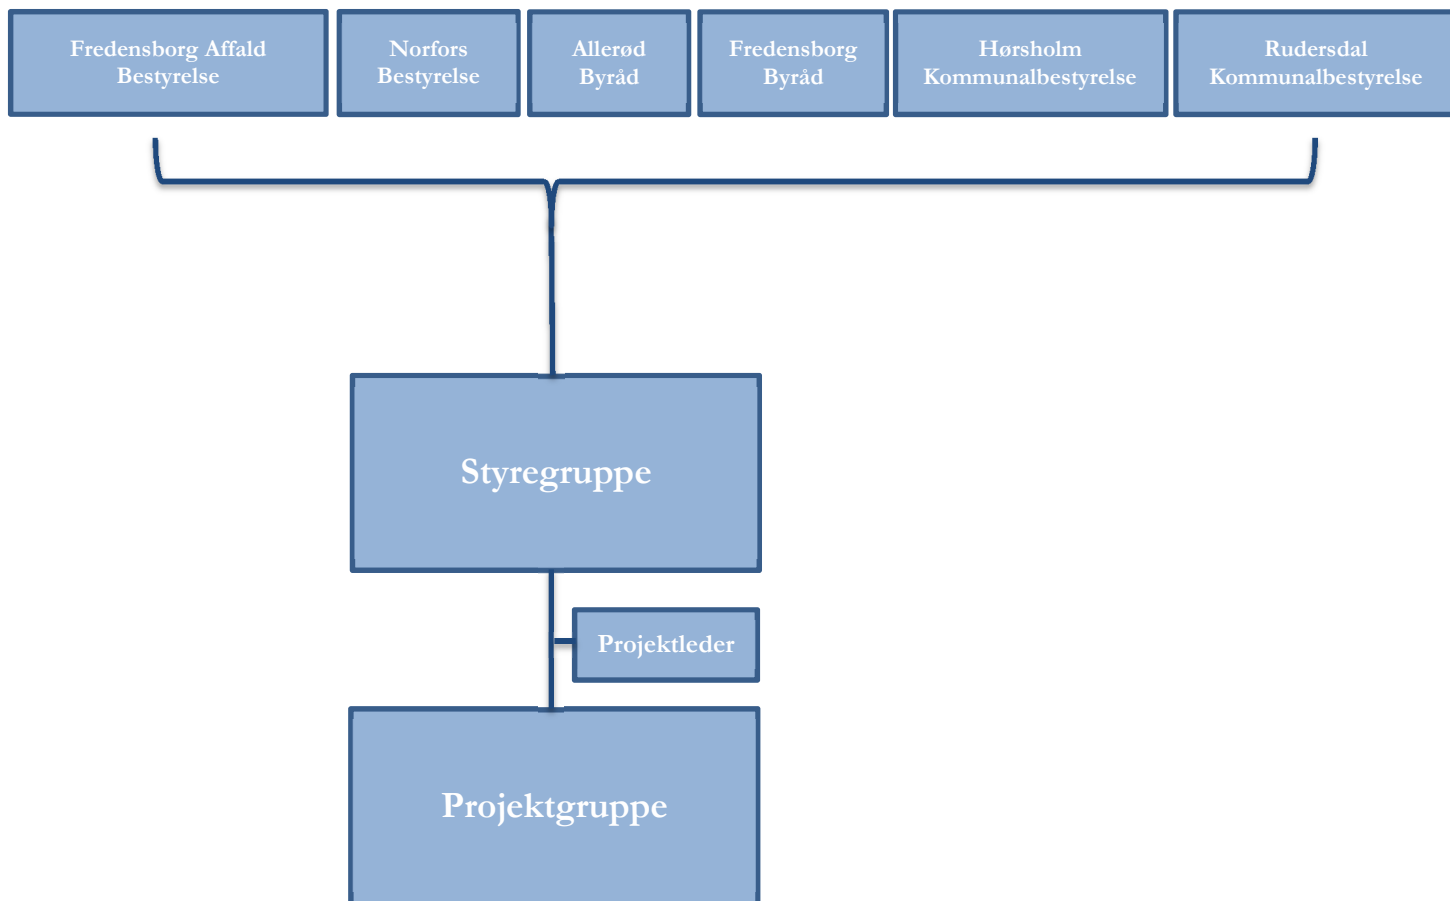 Fredensborg Affald
Bestyrelse
Norfors
Bestyrelse
Allerød
Byråd
Fredensborg
Byråd
Hørsholm
Kommunalbestyrelse
Rudersdal
Kommunalbestyrelse
Styregruppe
Projektleder
Projektgruppe